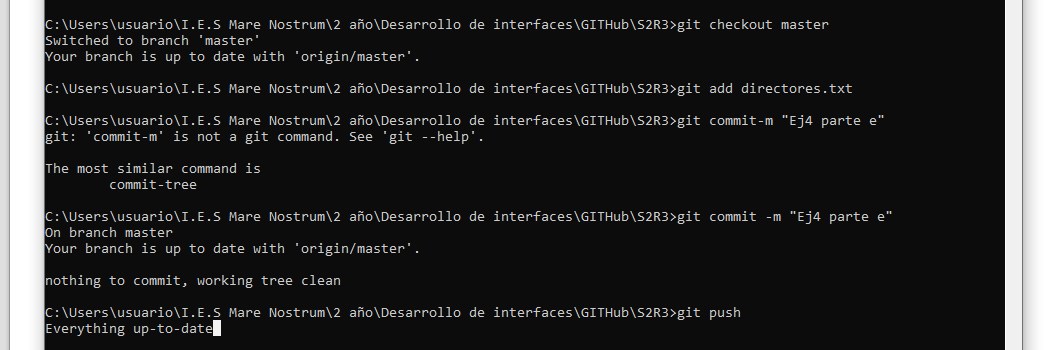 C:\Users\usuario\I.E.S Mare Nostrum\2 año\Desarrollo de interfaces\GITHub\S2R3>git checkout master
Switched to branch 'master'
Your branch is up to date with 'origin/master'.
C:\Users\usuario\I.E.S Mare Nostrum\2 año\Desarrollo de interfaces\GITHub\S2R3>git add directores.txt
C:\Users\usuario\I.E.S Mare Nostrum\2 año\Desarrollo de interfaces\GITHub\S2R3>git commit-m "Ej4 parte e"
git: 'commit-m' is not a git command. See 'git --help'.
The most similar command is
commit-tree
C:\Users\usuario\I.E.S Mare Nostrum\2 año\Desarrollo de interfaces\GITHub\S2R3>git commit -m "Ej4 parte e"
On branch master
Your branch is up to date with 'origin/master'.
nothing to commit, working tree clean
C:\Users\usuario\I.E.S Mare Nostrum\2 año\Desarrollo de interfaces\GITHub\S2R3>git push
Everything up-to-date